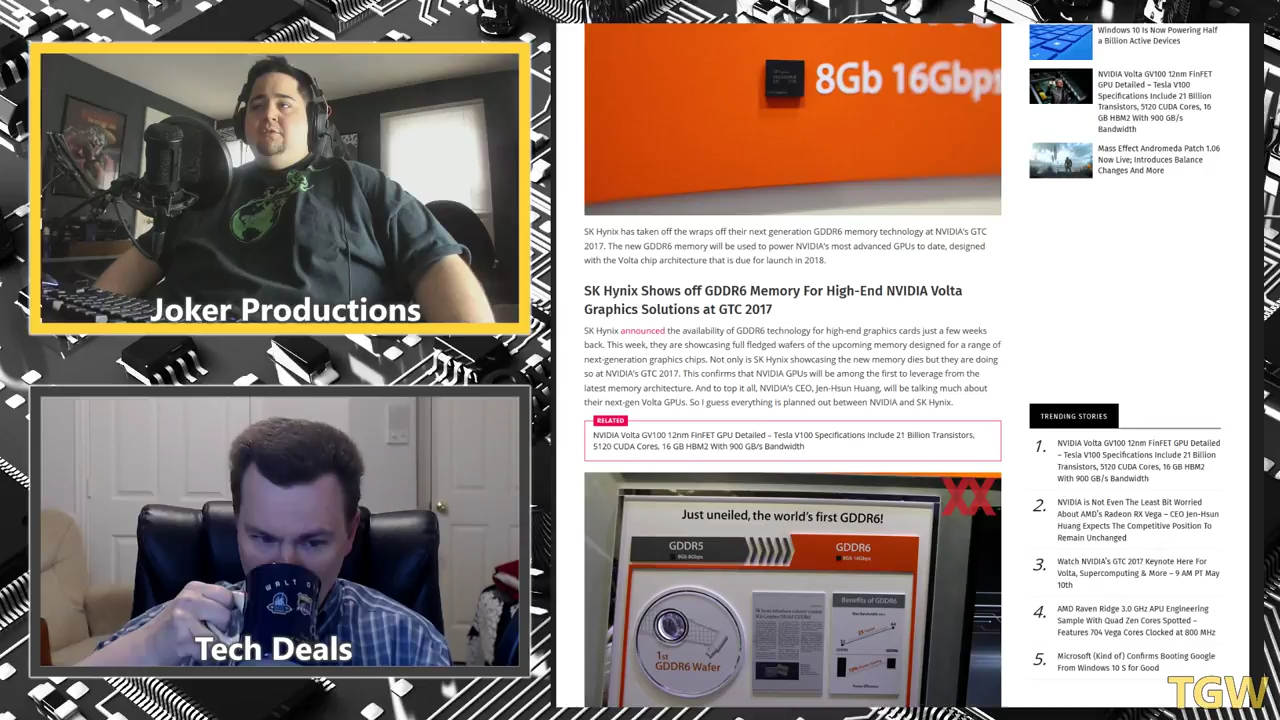 Joker Productions
Tech Deals
8Gb 16Gbps
SK Hynix has taken off the wraps off their next generation GDDR6 memory technology at NVIDIA's GTC
2017. The new GDDR6 memory will be used to power NVIDIA's most advanced GPUs to date, designed
with the Volta chip architecture that is due for launch in 2018.
SK Hynix Shows off GDDR6 Memory For High-End NVIDIA Volta
Graphics Solutions at GTC 2017
SK Hynix announced the availability of GDDR6 technology for high-end graphics cards just a few weeks
back. This week, they are showcasing full fledged wafers of the upcoming memory designed for a range of
next-generation graphics chips. Not only is SK Hynix showcasing the new memory dies but they are doing
so at NVIDIA's GTC 2017. This confirms that NVIDIA GPUs will be among the first to leverage from the
latest memory architecture. And to top it all, NVIDIA's CEO, Jen-Hsun Huang, will be talking much about
their next-gen Volta GPUs. So I guess everything is planned out between NVIDIA and SK Hynix.
RELATED
NVIDIA Volta GV100 12nm FinFET GPU Detailed – Tesla V100 Specifications Include 21 Billion Transistors,
5120 CUDA Cores, 16 GB HBM2 With 900 GB/s Bandwidth
Just uneiled, the world's first GDDR6!
GDDR5
8Gb 8Gbps
GDDR6
8Gb 16Gbps
1st
GDDR6 Wafer
Benefits of GDDR6
Windows 10 Is Now Powering Half
a Billion Active Devices
NVIDIA Volta GV100 12nm FinFET
GPU Detailed – Tesla V100
Specifications Include 21 Billion
Transistors, 5120 CUDA Cores, 16
GB HBM2 With 900 GB/s
Bandwidth
Mass Effect Andromeda Patch 1.06
Now Live; Introduces Balance
Changes And More
TRENDING STORIES
1. NVIDIA Volta GV100 12nm FinFET GPU Detailed
– Tesla V100 Specifications Include 21 Billion
Transistors, 5120 CUDA Cores, 16 GB HBM2
With 900 GB/s Bandwidth
2. NVIDIA is Not Even The Least Bit Worried
About AMD's Radeon RX Vega – CEO Jen-Hsun
Huang Expects The Competitive Position To
Remain Unchanged
3. Watch NVIDIA's GTC 2017 Keynote Here For
Volta, Supercomputing & More – 9 AM PT May
10th
4. AMD Raven Ridge 3.0 GHz APU Engineering
Sample With Quad Zen Cores Spotted –
Features 704 Vega Cores Clocked at 800 MHz
5. Microsoft (Kind of) Confirms Booting Google
From Windows 10 S for Good
TGW